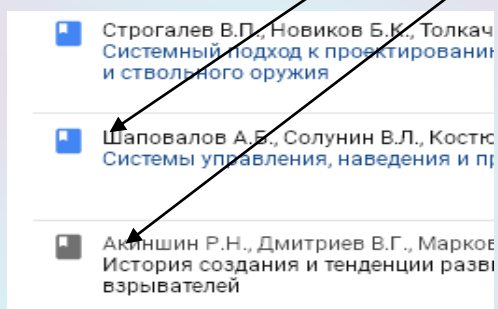 Строгалев В.П., Новиков Б.К., Толкач
Системный подход к проектировани
и ствольного оружия
Шаповалов А.Б., Солунин В.Л., Костю
Системы управления, наведения и пр
Акиншин Р.Н., Дмитриев В.Г., Марков
История создания и тенденции разви
взрывателей